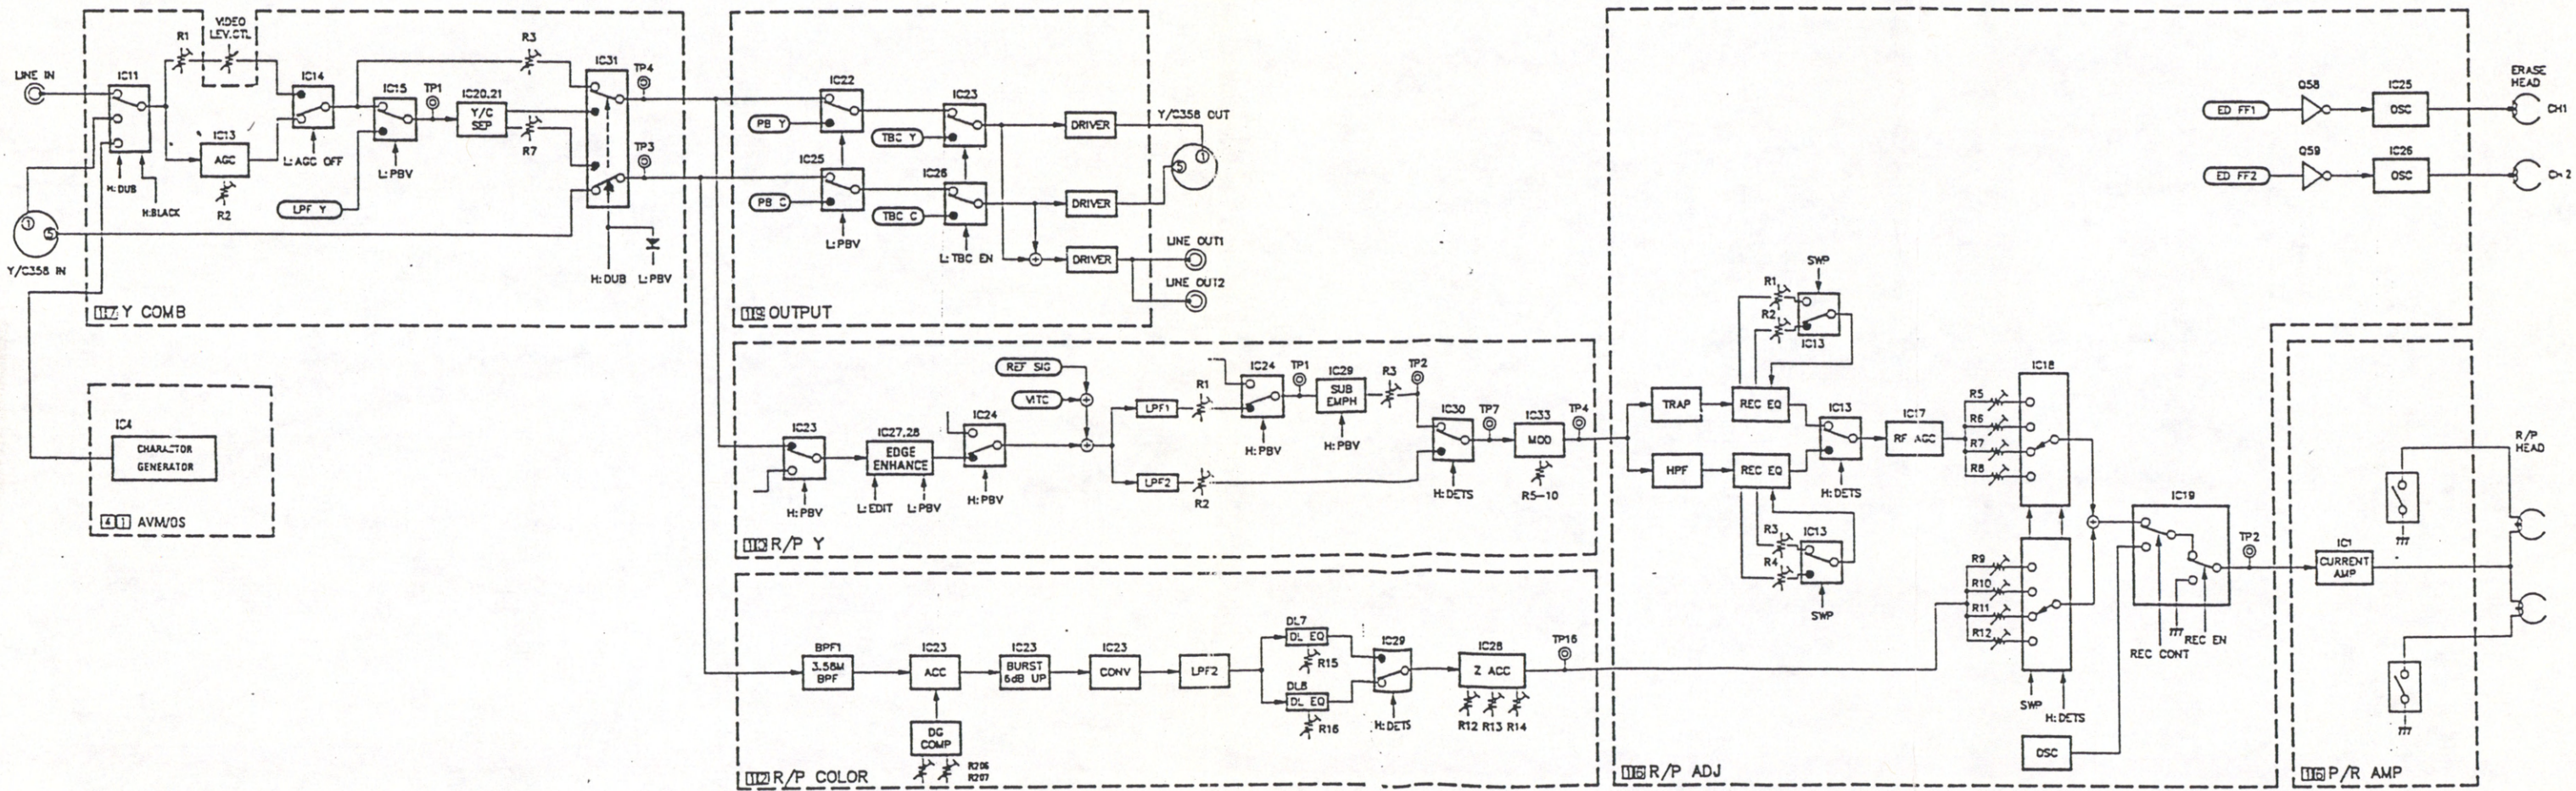 LINE IN
IC11
R1
VIDEO
LEV.CTL
IC13
AGC
R2
H:DUB
H:BLACK
IC14
L:AGC OFF
IC15
L:PBV
LPF Y
TP1
IC20,21
Y/C
SEP
R3
R7
IC31
TP4
TP3
H:DUB
L:PBV
1
5
Y/C358 IN
Y COMB
IC4
CHARACTOR
GENERATOR
4 1 AVM/OS
IC22
PB Y
IC23
TBC Y
DRIVER
Y/C358 OUT
1
5
IC25
PB C
L:PBV
IC26
TBC C
L:TBC EN
DRIVER
DRIVER
LINE OUT1
LINE OUT2
OUTPUT
REF SIG
VITC
IC23
H:PBV
IC27,28
EDGE
ENHANCE
L:EDIT
L:PBV
IC24
H:PBV
LPF1
R1
LPF2
R2
IC24
H:PBV
TP1
IC29
SUB
EMPH
H:PBV
R3
TP2
IC30
H:DETS
TP7
IC33
MOD
R5-10
TP4
R/P Y
BPF1
3.58M
BPF
IC23
ACC
DG
COMP
R206
R207
IC23
BURST
6dB UP
IC23
CONV
LPF2
DL7
DL EQ
R15
DL8
DL EQ
R16
IC29
H:DETS
IC28
Z ACC
R12 R13 R14
TP16
R/P COLOR
Q58
ED FF1
IC25
OSC
ERASE
HEAD
CH1
Q59
ED FF2
IC26
OSC
CH2
SWP
R1
R2
IC13
TRAP
REC EQ
HPF
REC EQ
IC13
H:DETS
R3
R4
IC13
SWP
IC17
RF AGC
IC18
R5
R6
R7
R8
R9
R10
R11
R12
SWP
H:DETS
OSC
IC19
REC CONT
REC EN
TP2
R/P ADJ
IC1
CURRENT
AMP
R/P
HEAD
P/R AMP